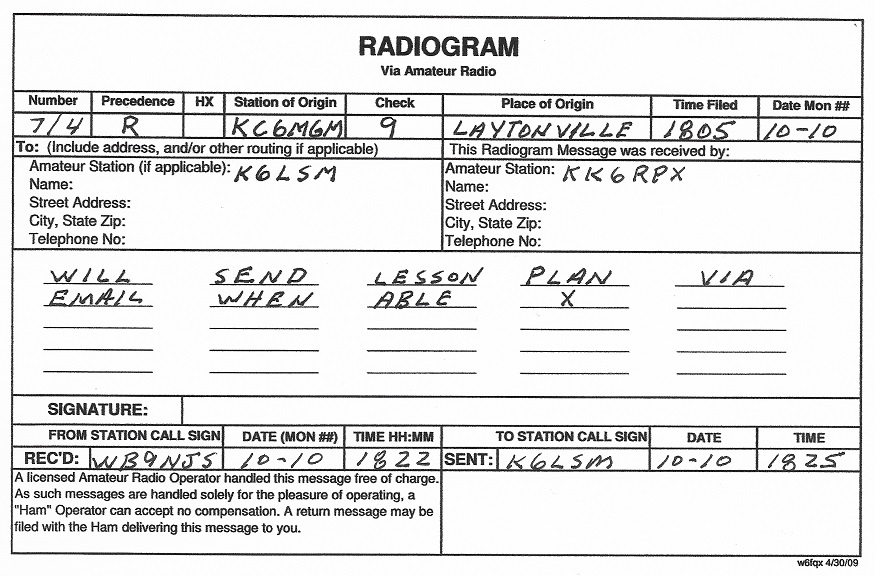 RADIOGRAM
Via Amateur Radio
Number Precedence HX Station of Origin Check Place of Origin Time Filed Date Mon ##
7/4 R KC6MGM 9 LAYTONVILLE 1805 10-10
To: (Include address, and/or other routing if applicable) This Radiogram Message was received by:
Amateur Station (if applicable): K6LSM
Name:
Street Address:
City, State Zip:
Telephone No:
Amateur Station: KK6RPX
Name:
Street Address:
City, State Zip:
Telephone No:
WILL SEND LESSON PLAN VIA
EMAIL WHEN ABLE X
SIGNATURE:
FROM STATION CALL SIGN DATE (MON ##) TIME HH:MM TO STATION CALL SIGN DATE TIME
REC'D: WB9NJS 10-10 1822 SENT: K6LSM 10-10 1825
A licensed Amateur Radio Operator handled this message free of charge.
As such messages are handled solely for the pleasure of operating, a
"Ham" Operator can accept no compensation. A return message may be
filed with the Ham delivering this message to you.
w6fqx 4/30/09